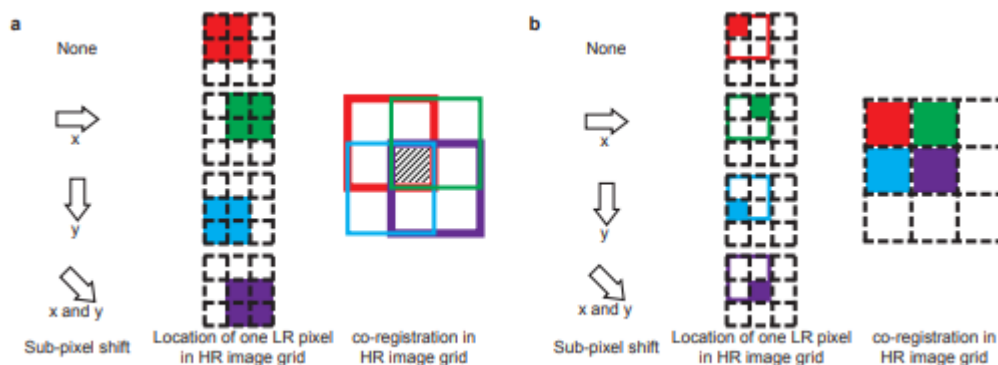 a
None
x
y
x and y
Sub-pixel shift
Location of one LR pixel
in HR image grid
co-registration in
HR image grid
b
None
x
y
x and y
Sub-pixel shift
Location of one LR pixel
in HR image grid
co-registration in
HR image grid